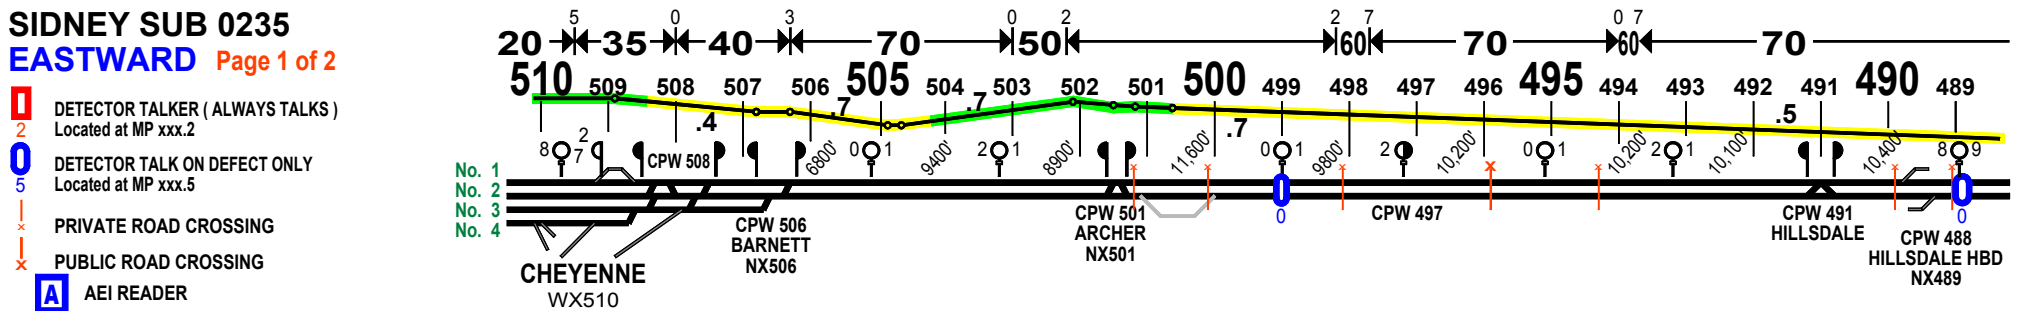 SIDNEY SUB 0235
EASTWARD Page 1 of 2
DETECTOR TALKER ( ALWAYS TALKS )
2 Located at MP xxx.2
DETECTOR TALK ON DEFECT ONLY
5 Located at MP xxx.5
PRIVATE ROAD CROSSING
PUBLIC ROAD CROSSING
A AEI READER
5 0 3 0 2 2 7 0 7
20 35 40 70 50 60 70 60 70
510 509 508 507 506 505 504 503 502 501 500 499 498 497 496 495 494 493 492 491 490 489
.4 .7 .7 .7 .5
8 7 2 CPW 508 6800' 0 1 9400' 2 1 8900' 11,600' 0 1 9800' 2 10,200' 0 1 10,200' 2 1 10,100' 10,400' 8 9
No. 1
No. 2
No. 3
No. 4
CPW 506
BARNETT
NX506
CPW 501
ARCHER
NX501
0
CPW 497
CPW 491
HILLSDALE
0
CPW 488
HILLSDALE HBD
NX489
CHEYENNE
WX510